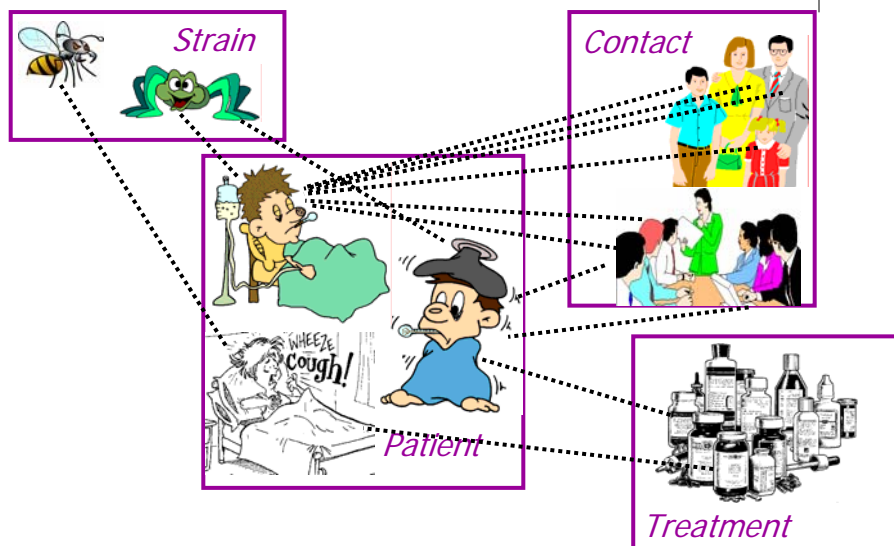 Strain
Contact
WHEEZE
cough!
Patient
Treatment